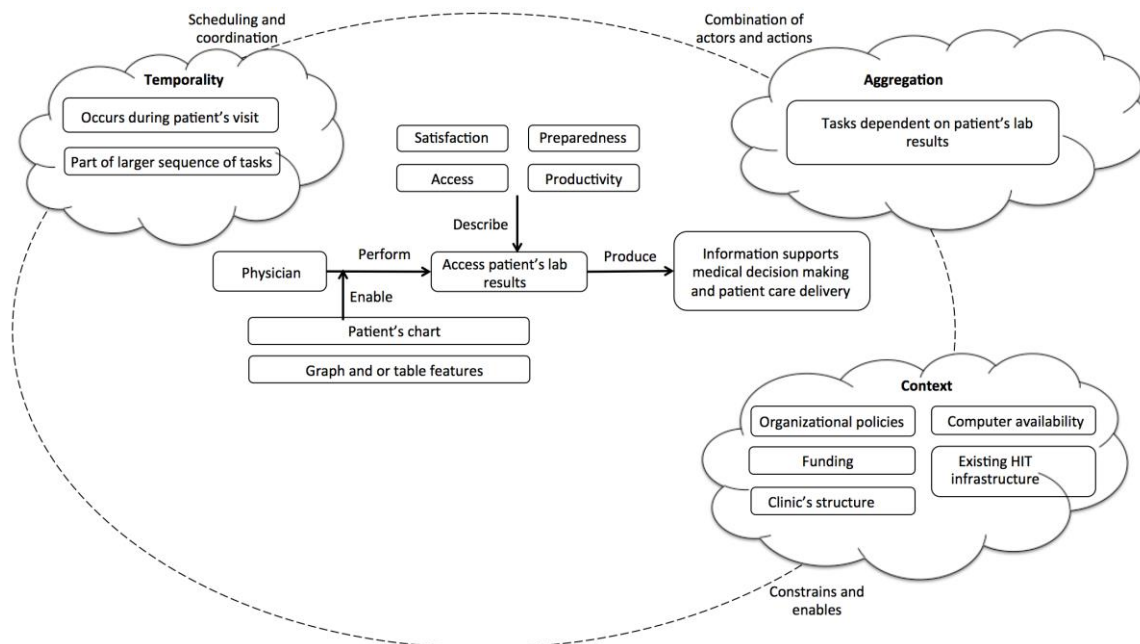 Scheduling and
coordination
Combination of
actors and actions
Temporality
Occurs during patient's visit
Part of larger sequence of tasks
Aggregation
Tasks dependent on patient's lab
results
Satisfaction
Preparedness
Access
Productivity
Describe
Physician
Perform
Access patient's lab
results
Produce
Information supports
medical decision making
and patient care delivery
Enable
Patient's chart
Graph and or table features
Context
Organizational policies
Computer availability
Funding
Existing HIT
infrastructure
Clinic's structure
Constrains and
enables